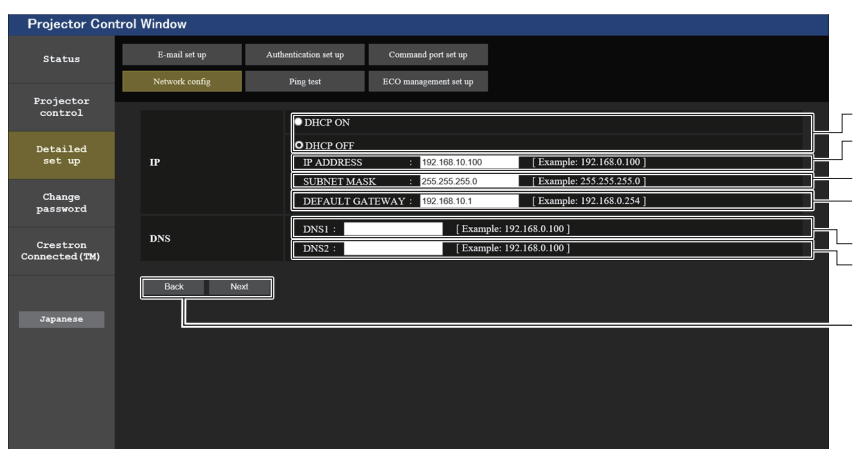 Projector Control Window
Status
E-mail set up
Authentication set up
Command port set up
Network config
Ping test
ECO management set up
Projector
control
Detailed
set up
Change
password
Crestron
Connected(TM)
Japanese
IP
DHCP ON
DHCP OFF
IP ADDRESS : 192.168.10.100 [ Example: 192.168.0.100 ]
SUBNET MASK : 255.255.255.0 [ Example: 255.255.255.0 ]
DEFAULT GATEWAY : 192.168.10.1 [ Example: 192.168.0.254 ]
DNS
DNS1 : [ Example: 192.168.0.100 ]
DNS2 : [ Example: 192.168.0.100 ]
Back Next